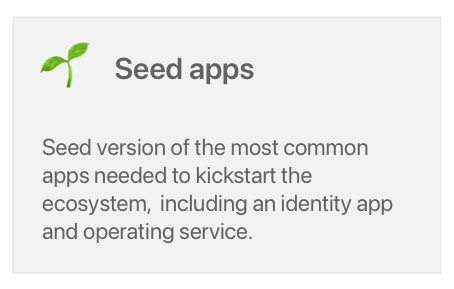 Seed apps
Seed version of the most common
apps needed to kickstart the
ecosystem,  including an identity app
and operating service.